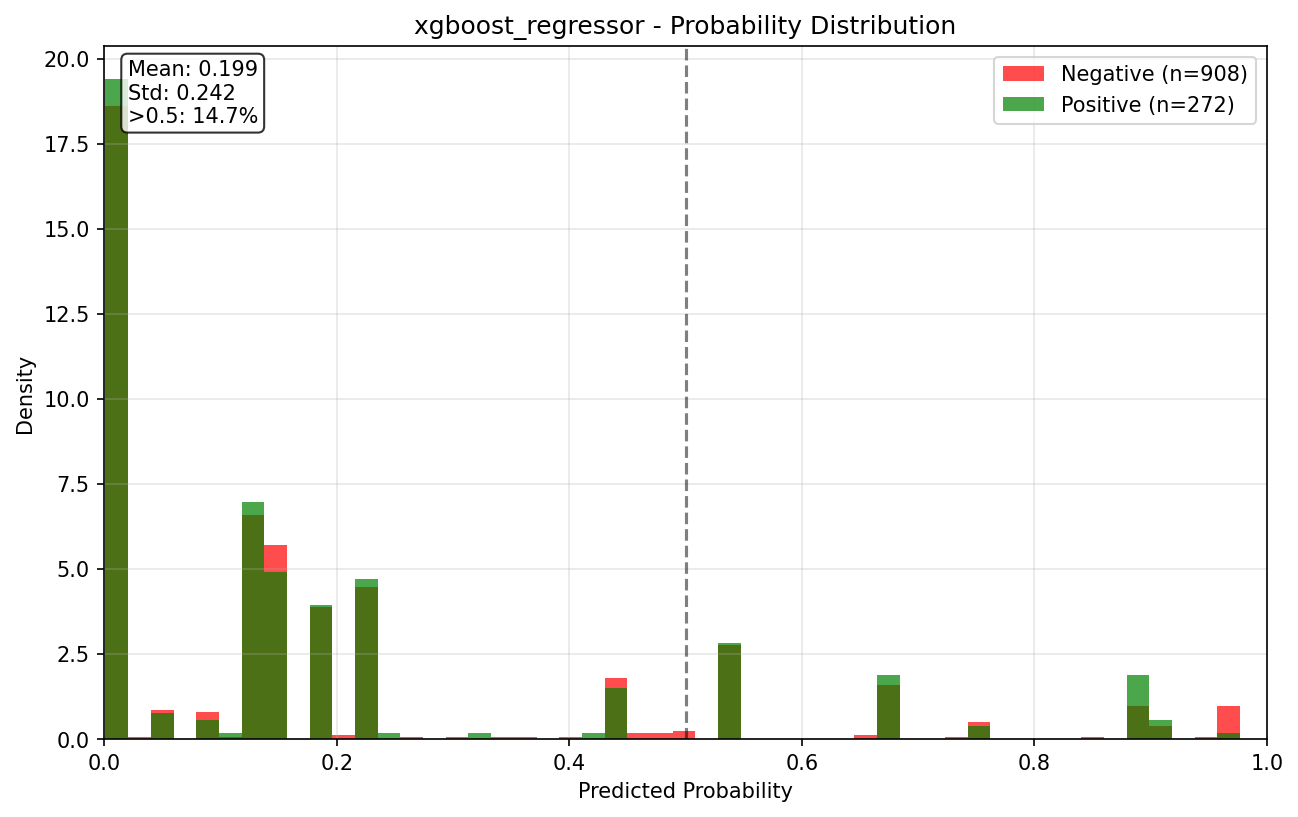 xgboost_regressor - Probability Distribution
Mean: 0.199
Std: 0.242
>0.5: 14.7%
Negative (n=908)
Positive (n=272)
Density
20.0
17.5
15.0
12.5
10.0
7.5
5.0
2.5
0.0
0.0 0.2 0.4 0.6 0.8 1.0
Predicted Probability